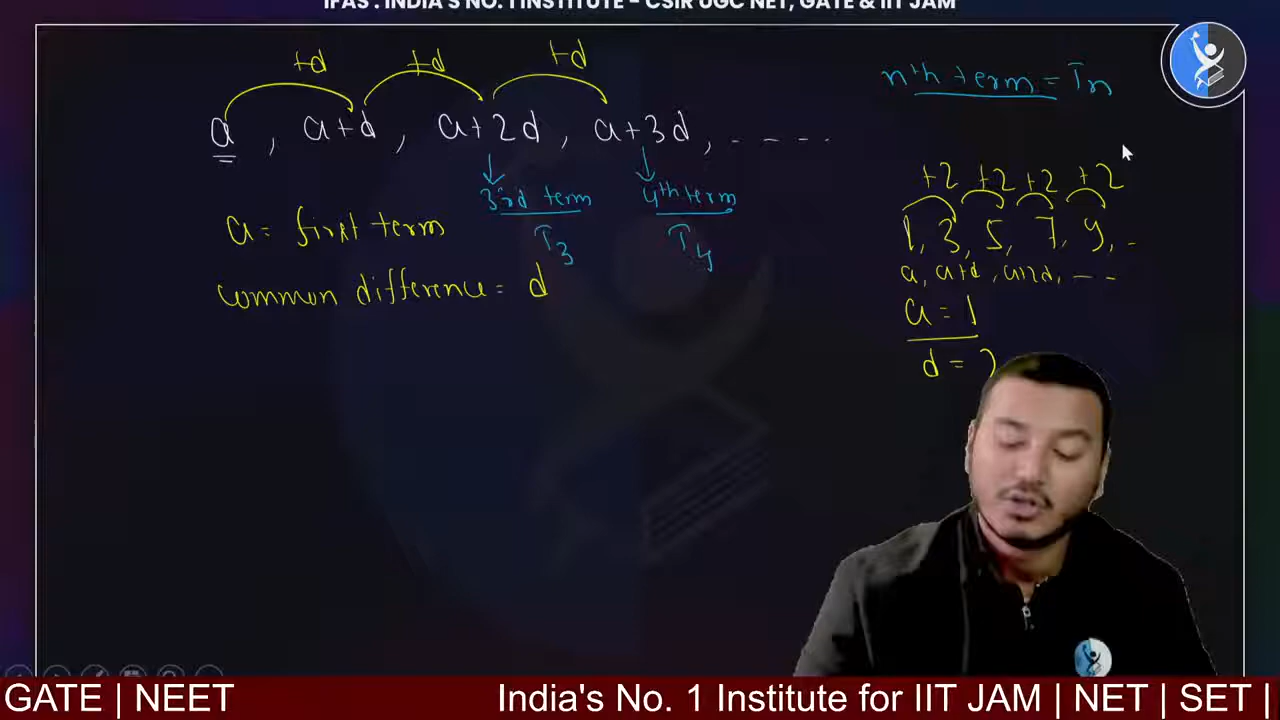 IFAS : INDIA'S NO. 1 INSTITUTE - CSIR UGC NET, GATE & IIT JAM
+d +d +d
a , a+d , a+2d , a+3d , - - - -
3rd term 4th term
T3 T4
a = first term
common difference = d
nth term = Tn
+2 +2 +2 +2
1, 3, 5, 7, 9, -
a, a+d, a+2d, - -
a = 1
d = 2
GATE | NEET India's No. 1 Institute for IIT JAM | NET | SET |